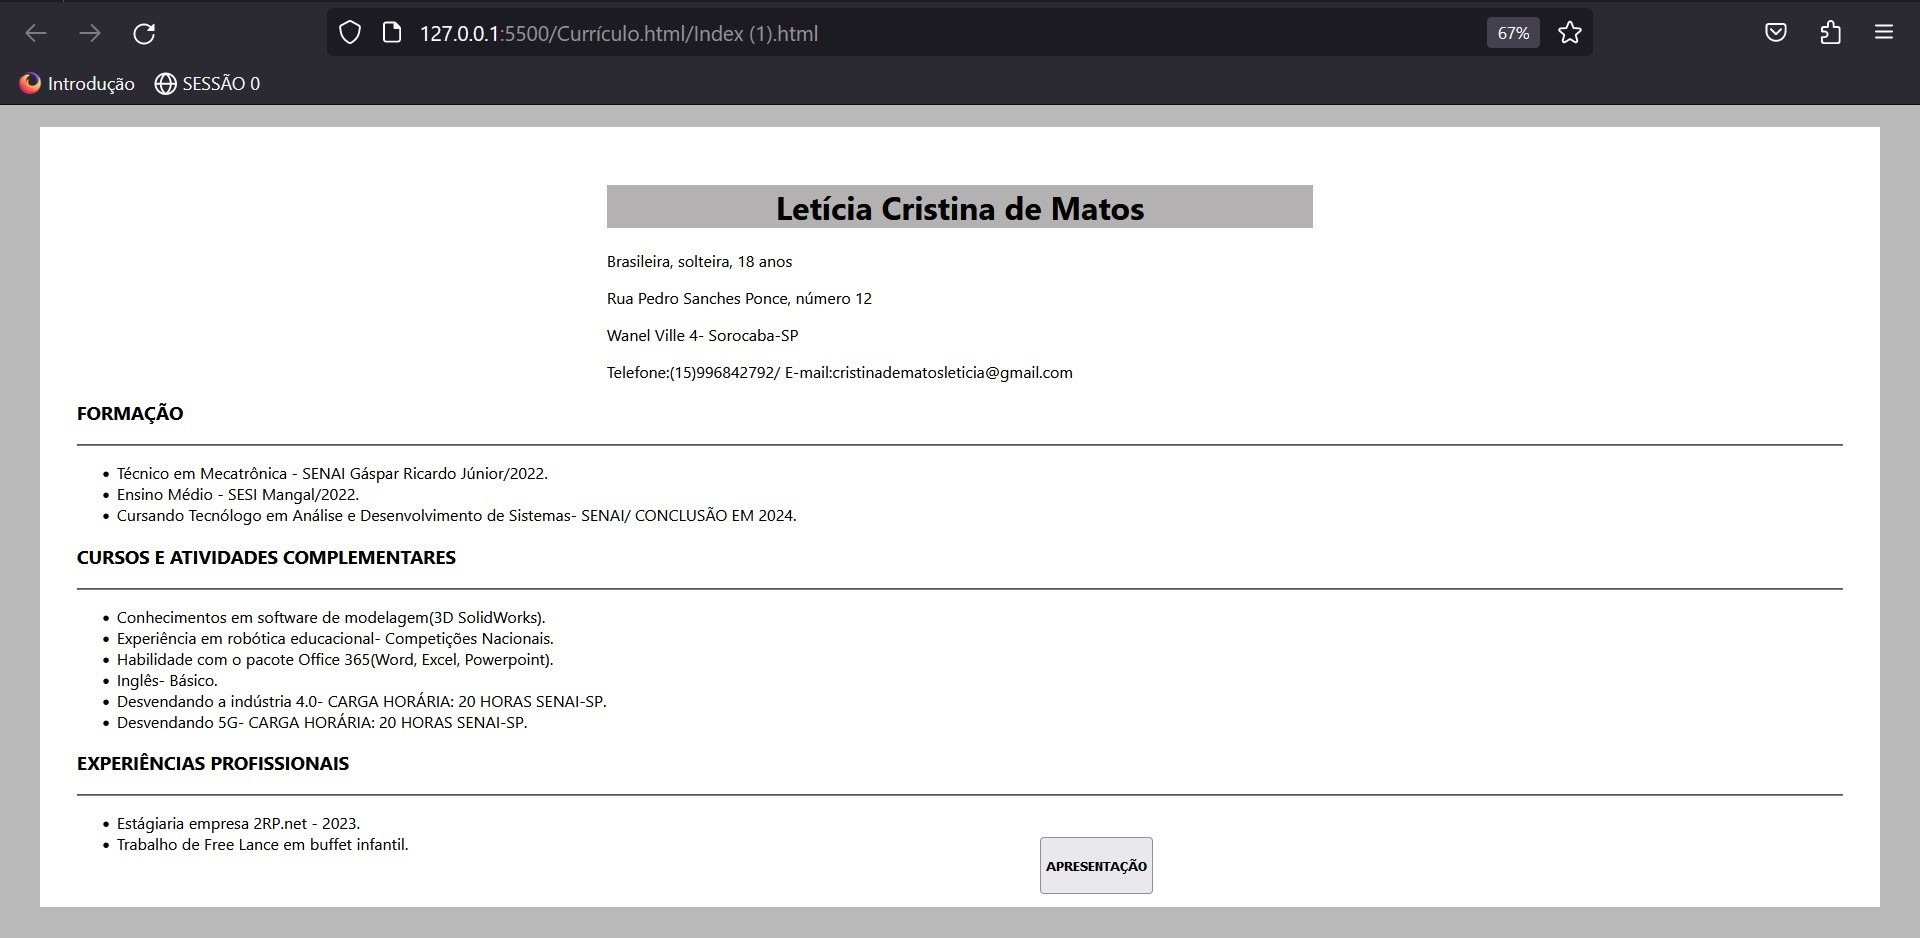 127.0.0.1:5500/Currículo.html/Index (1).html
67%
Introdução
SESSÃO 0
Letícia Cristina de Matos
Brasileira, solteira, 18 anos
Rua Pedro Sanches Ponce, número 12
Wanel Ville 4- Sorocaba-SP
Telefone:(15)996842792/ E-mail:cristinadematosleticia@gmail.com
FORMAÇÃO
• Técnico em Mecatrônica - SENAI Gáspar Ricardo Júnior/2022.
• Ensino Médio - SESI Mangal/2022.
• Cursando Tecnólogo em Análise e Desenvolvimento de Sistemas- SENAI/ CONCLUSÃO EM 2024.
CURSOS E ATIVIDADES COMPLEMENTARES
• Conhecimentos em software de modelagem(3D SolidWorks).
• Experiência em robótica educacional- Competições Nacionais.
• Habilidade com o pacote Office 365(Word, Excel, Powerpoint).
• Inglês- Básico.
• Desvendando a indústria 4.0- CARGA HORÁRIA: 20 HORAS SENAI-SP.
• Desvendando 5G- CARGA HORÁRIA: 20 HORAS SENAI-SP.
EXPERIÊNCIAS PROFISSIONAIS
• Estágiaria empresa 2RP.net - 2023.
• Trabalho de Free Lance em buffet infantil.
APRESENTAÇÃO